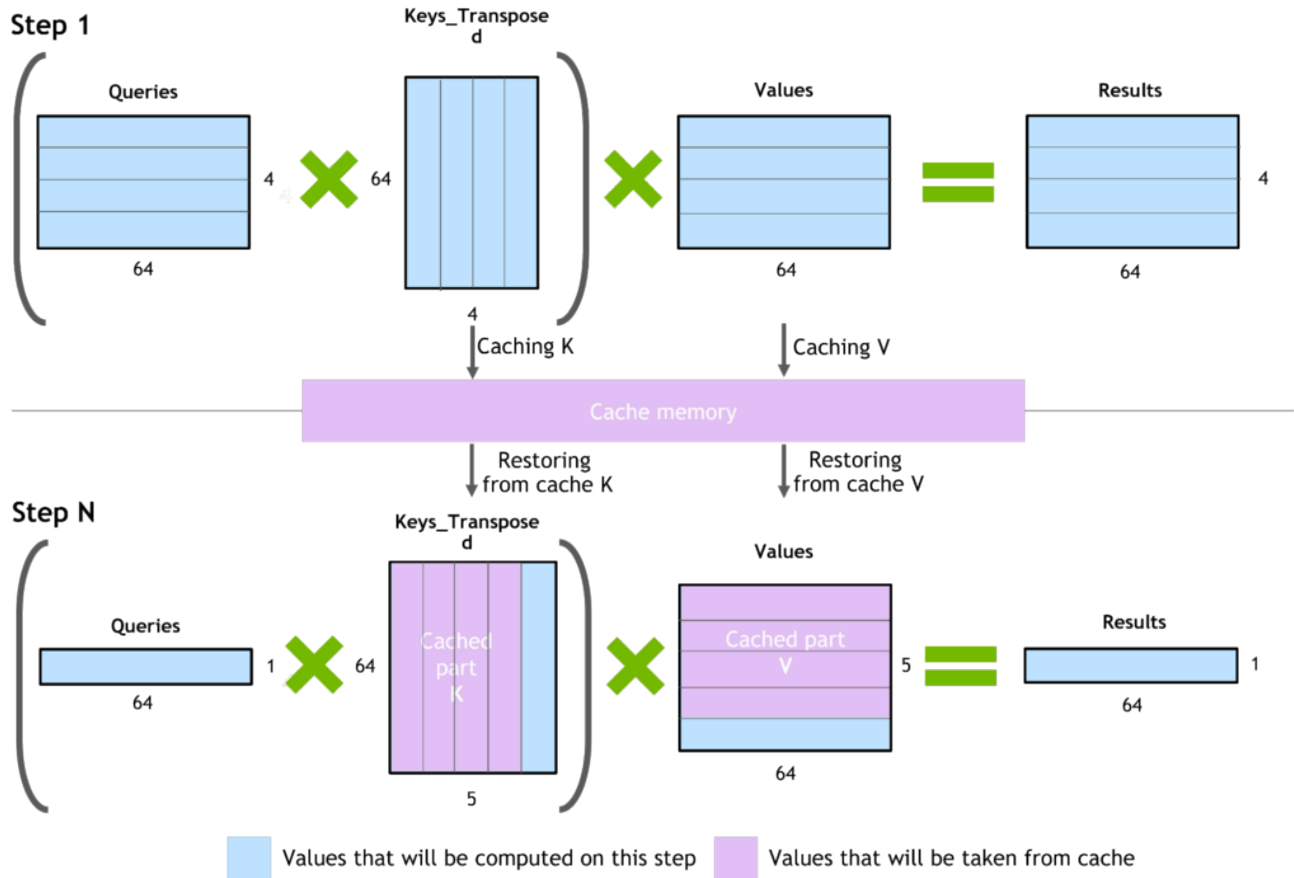 Step 1
Keys_Transpose
d
Queries
Values
Results
4
64
4
64
4
64
64
Caching K
Caching V
Cache memory
Restoring
from cache K
Restoring
from cache V
Step N
Keys_Transpose
d
Values
Queries
Results
1
64
Cached
part
K
Cached part
V
5
1
64
64
64
5
Values that will be computed on this step
Values that will be taken from cache